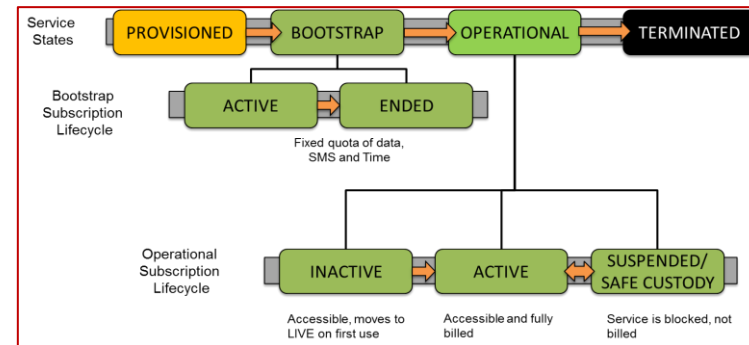 Service
States
PROVISIONED
BOOTSTRAP
OPERATIONAL
TERMINATED
Bootstrap
Subscription
Lifecycle
ACTIVE
ENDED
Fixed quota of data,
SMS and Time
Operational
Subscription
Lifecycle
INACTIVE
ACTIVE
SUSPENDED/
SAFE CUSTODY
Accessible, moves to
LIVE on first use
Accessible and fully
billed
Service is blocked, not
billed